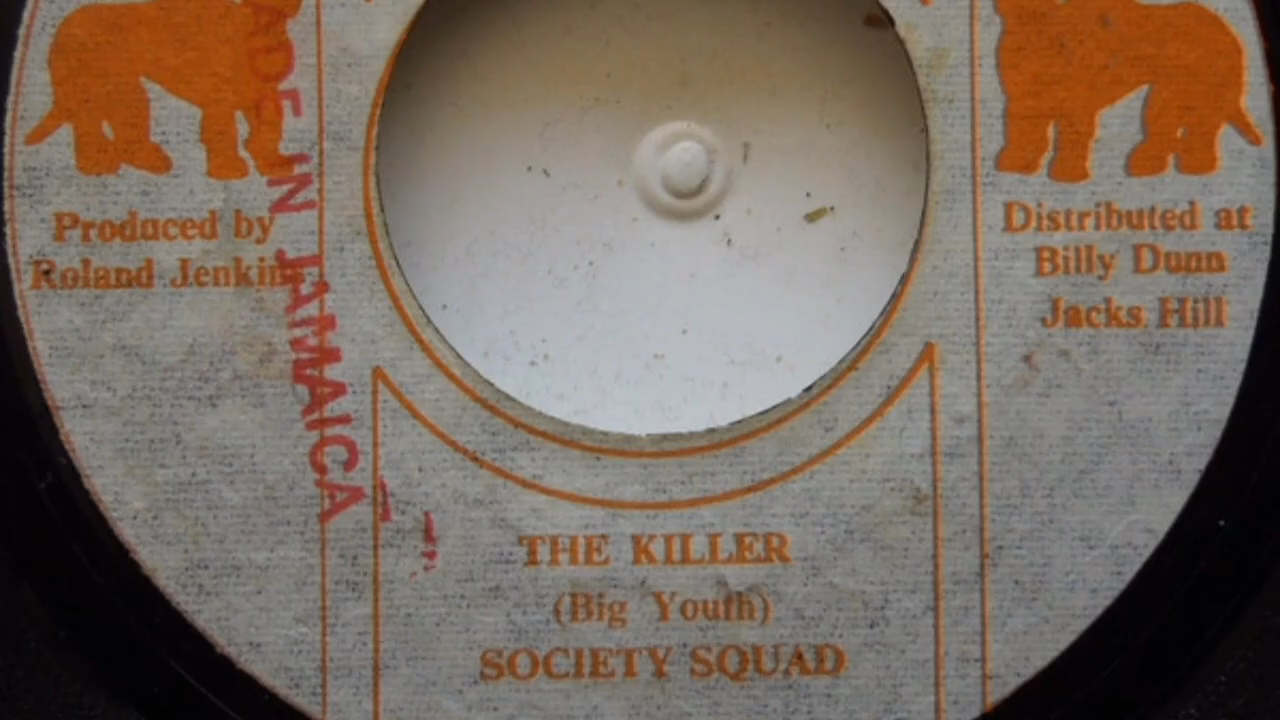 Produced by
Roland Jenkins
MADE IN JAMAICA
Distributed at
Billy Dunn
Jacks Hill
THE KILLER
(Big Youth)
SOCIETY SQUAD